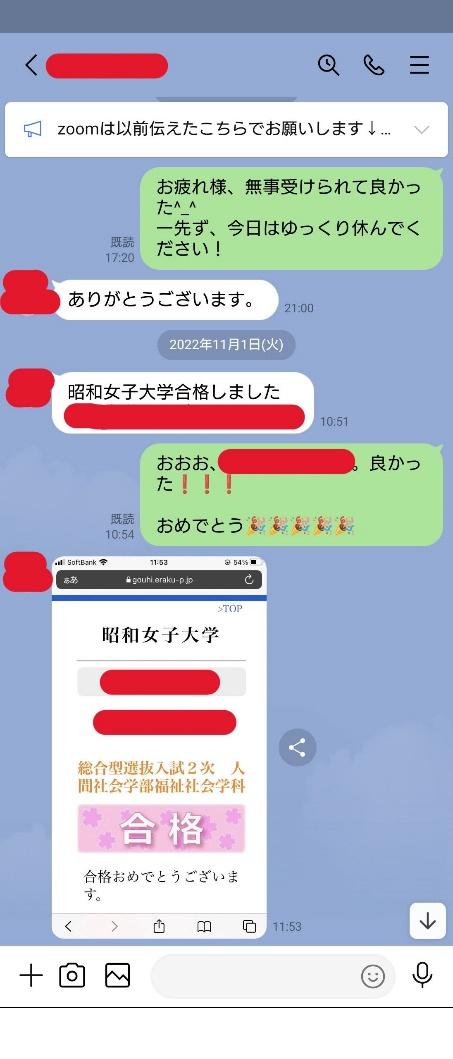 zoomは以前伝えたこちらでお願いします↓...
お疲れ様、無事受けられて良かっ
た^_^
一先ず、今日はゆっくり休んでく
ださい！
既読
17:20
ありがとうございます。
21:00
2022年11月1日(火)
昭和女子大学合格しました
10:51
おおお、
。良かっ
た❗❗❗
おめでとう🎉🎉🎉🎉🎉
既読
10:54
SoftBank
11:53
54%
ぁあ
gouhi.eraku-p.jp
>TOP
昭和女子大学
総合型選抜入試２次　人
間社会学部福祉社会学科
合格
合格おめでとうございま
す。
11:53